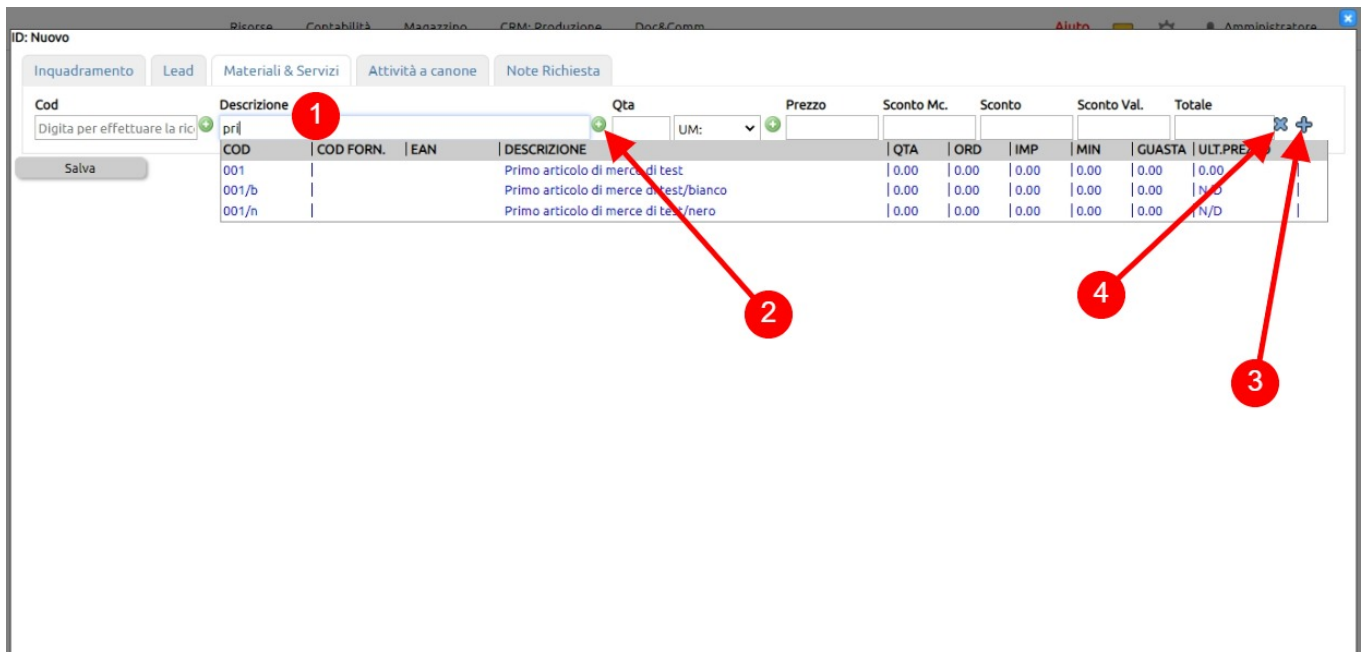 Risorse Contabilità Magazzino CRM: Produzione Doc&Comm Aiuto Amministratore
ID: Nuovo
Inquadramento Lead Materiali & Servizi Attività a canone Note Richiesta
Cod Descrizione Qta Prezzo Sconto Mc. Sconto Sconto Val. Totale
1
Digita per effettuare la ric pri UM:
COD | COD FORN. | EAN | DESCRIZIONE | QTA | ORD | IMP | MIN | GUASTA | ULT.PREZZO
Salva
001 | Primo articolo di merce di test | 0.00 | 0.00 | 0.00 | 0.00 | 0.00 | 0.00 |
001/b | Primo articolo di merce di test/bianco | 0.00 | 0.00 | 0.00 | 0.00 | 0.00 | N/D |
001/n | Primo articolo di merce di test/nero | 0.00 | 0.00 | 0.00 | 0.00 | 0.00 | N/D |
4
2
3